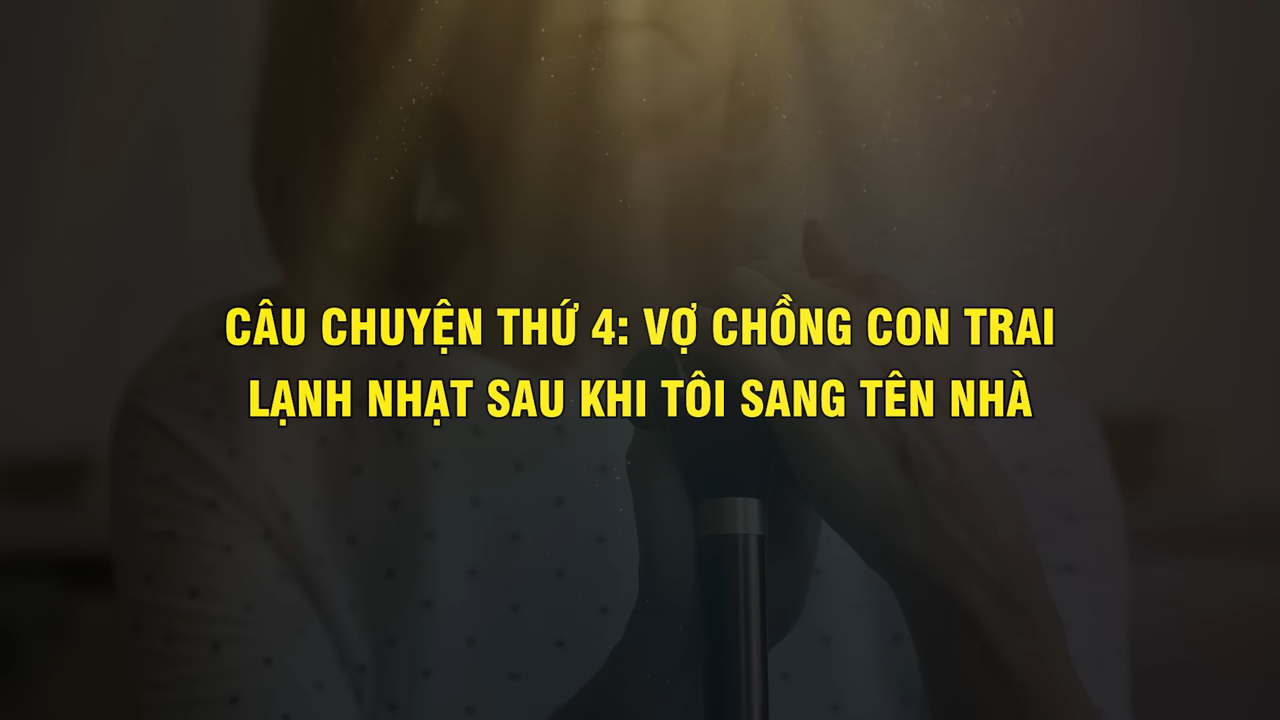 CÂU CHUYỆN THỨ 4: VỢ CHỒNG CON TRAI
LẠNH NHẠT SAU KHI TÔI SANG TÊN NHÀ